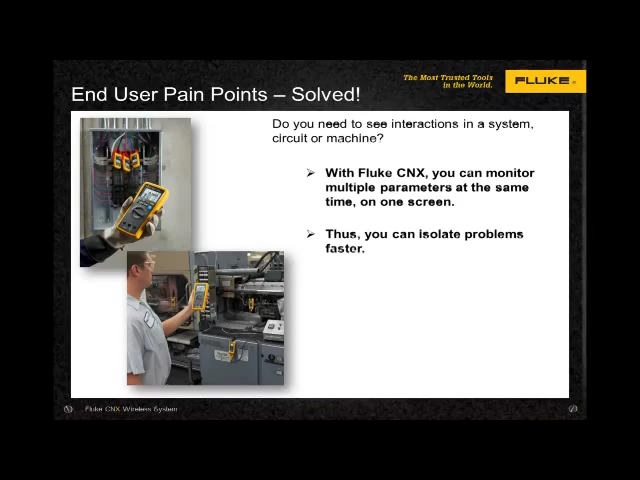 The Most Trusted Tools
in the World.
FLUKE
End User Pain Points – Solved!
Do you need to see interactions in a system,
circuit or machine?
With Fluke CNX, you can monitor
multiple parameters at the same
time, on one screen.
Thus, you can isolate problems
faster.
Fluke CNX Wireless System